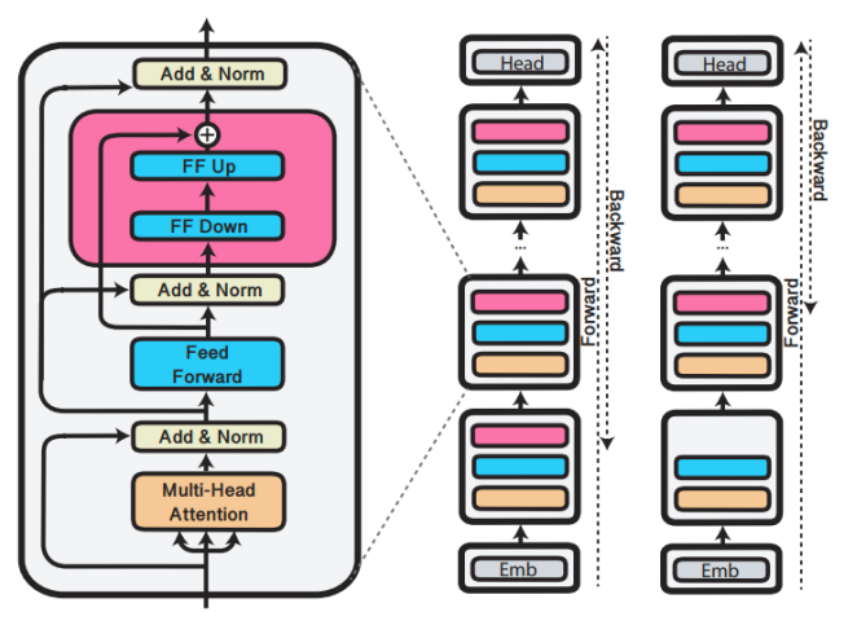 Add & Norm
FF Up
FF Down
Add & Norm
Feed
Forward
Add & Norm
Multi-Head
Attention
Head
...
Emb
Forward
Backward
Head
...
Emb
Forward
Backward